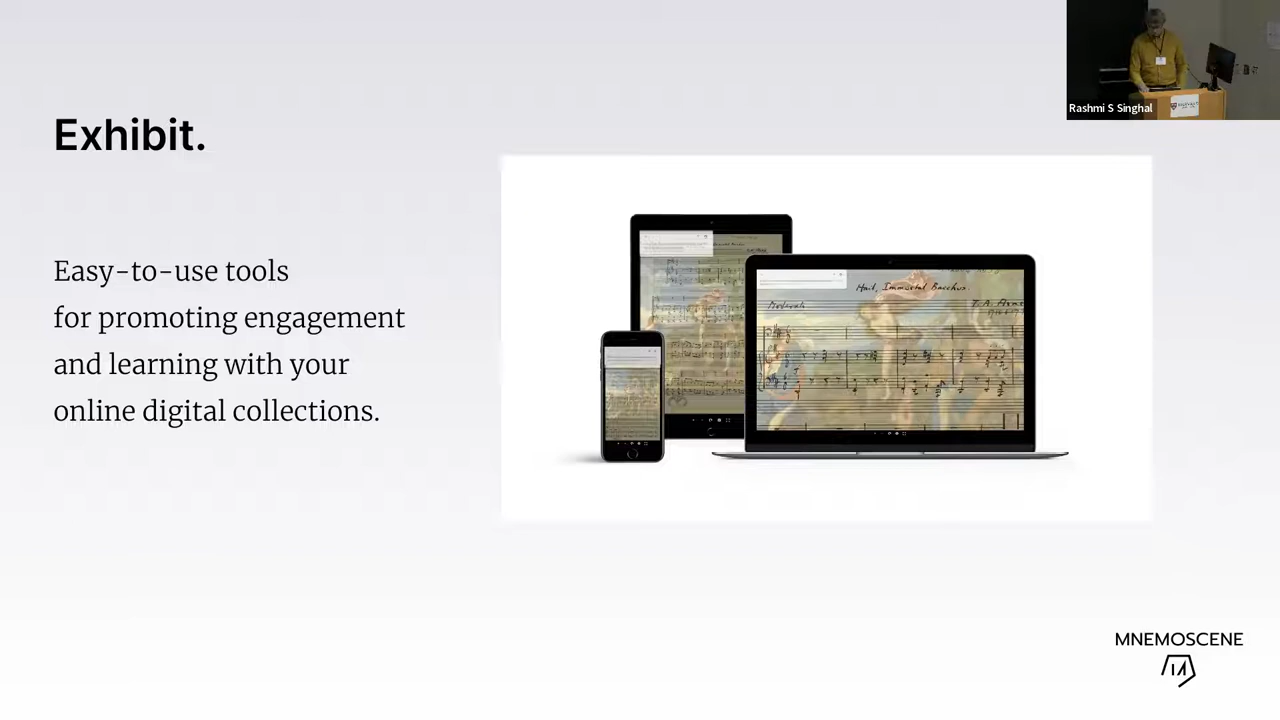 Exhibit.
Easy-to-use tools
for promoting engagement
and learning with your
online digital collections.
Hail, Immortal Bacchus.
Rashmi S Singhal
MNEMOSCENE